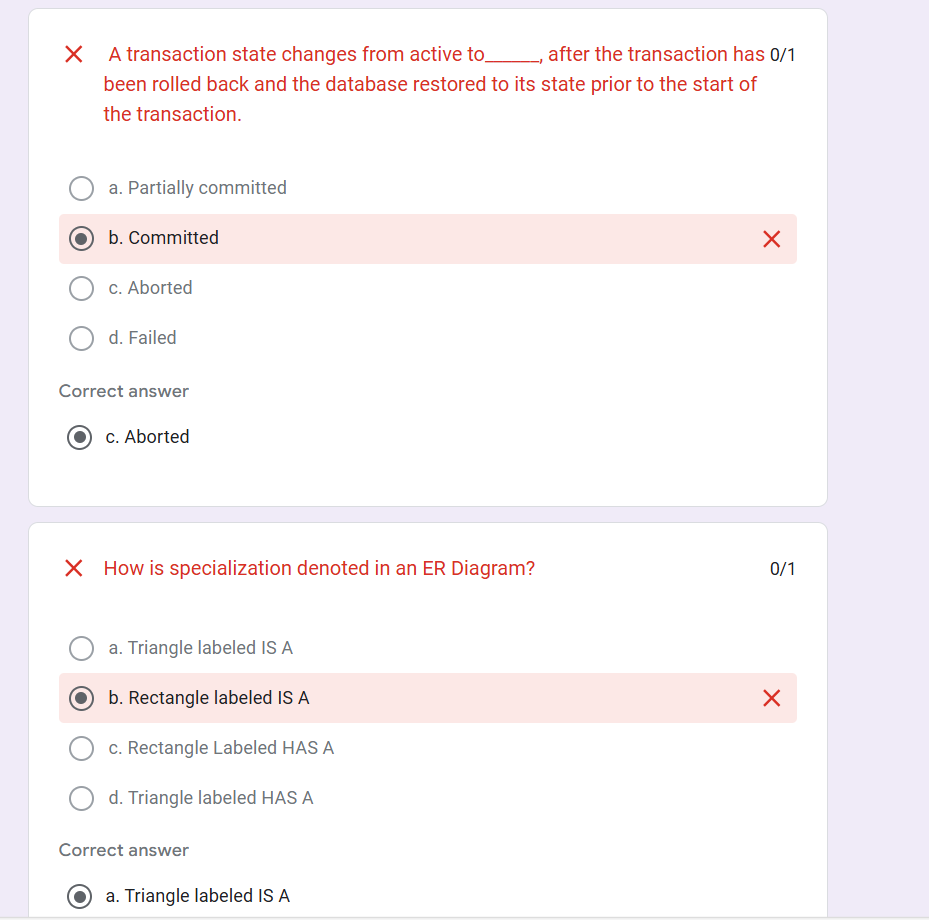 A transaction state changes from active to______, after the transaction has 0/1
been rolled back and the database restored to its state prior to the start of
the transaction.
a. Partially committed
b. Committed
c. Aborted
d. Failed
Correct answer
c. Aborted
How is specialization denoted in an ER Diagram? 0/1
a. Triangle labeled IS A
b. Rectangle labeled IS A
c. Rectangle Labeled HAS A
d. Triangle labeled HAS A
Correct answer
a. Triangle labeled IS A